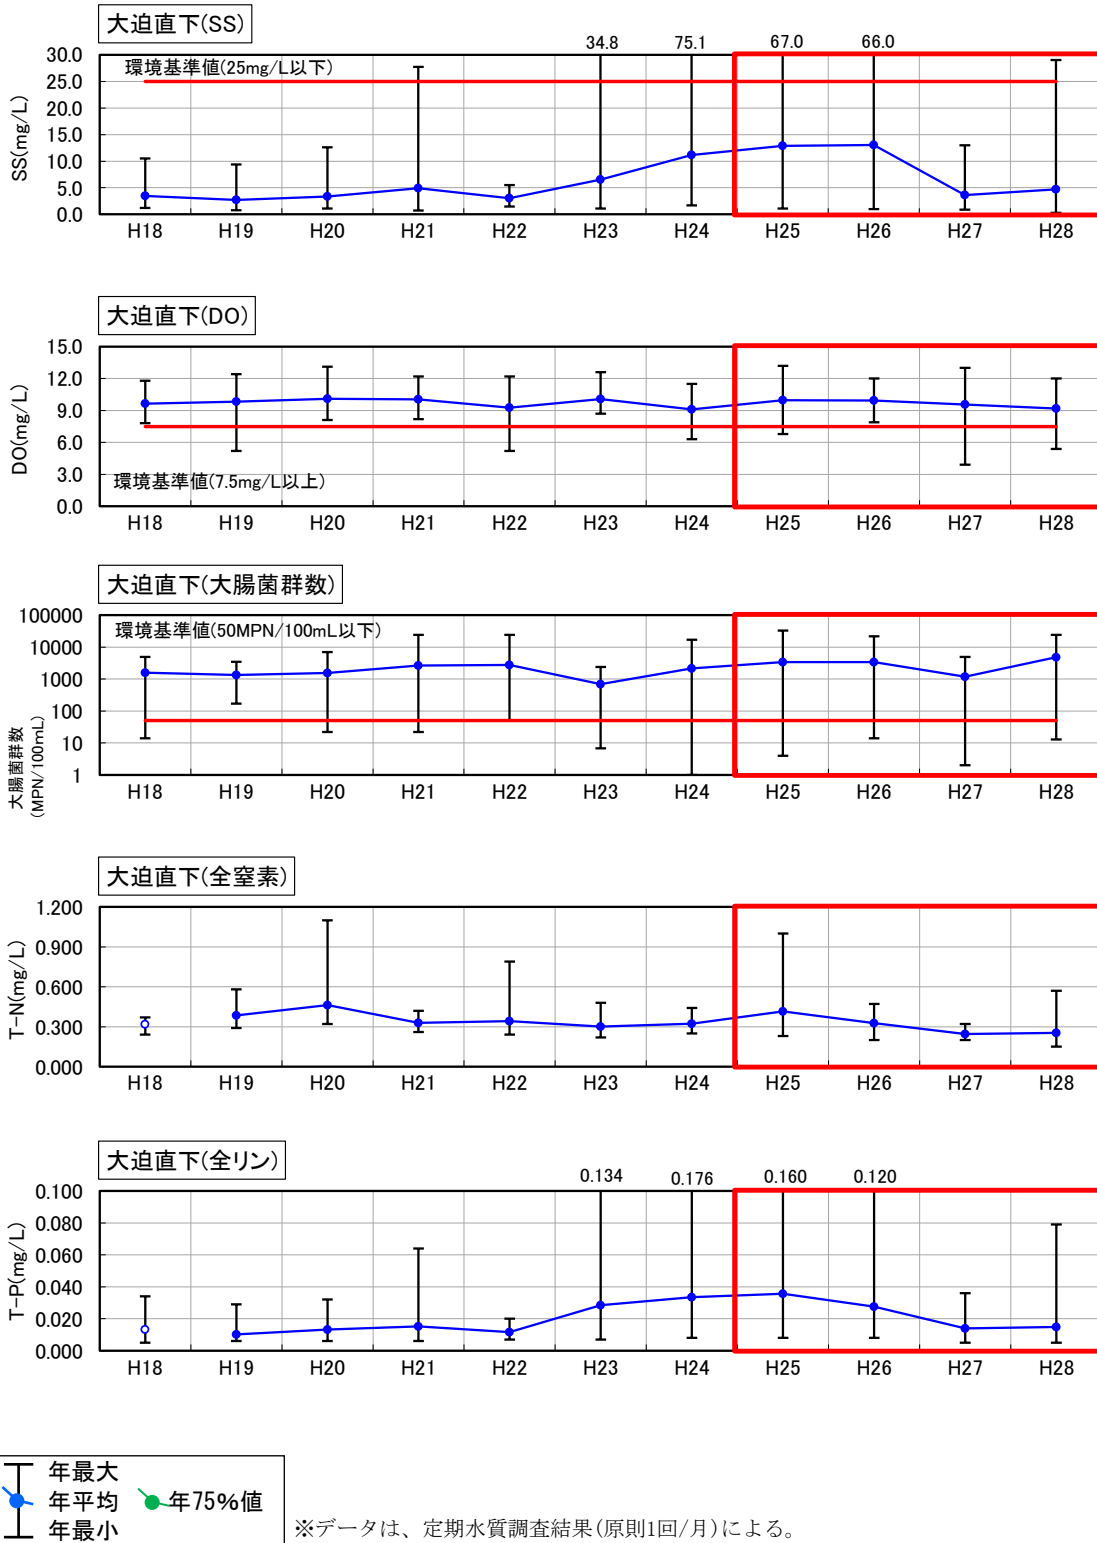 大迫直下(SS)
34.8 75.1 67.0 66.0
環境基準値(25mg/L以下)
SS(mg/L)
30.0
25.0
20.0
15.0
10.0
5.0
0.0
H18 H19 H20 H21 H22 H23 H24 H25 H26 H27 H28
大迫直下(DO)
DO(mg/L)
15.0
12.0
9.0
6.0
3.0
0.0
環境基準値(7.5mg/L以上)
H18 H19 H20 H21 H22 H23 H24 H25 H26 H27 H28
大迫直下(大腸菌群数)
環境基準値(50MPN/100mL以下)
大腸菌群数
(MPN/100mL)
100000
10000
1000
100
10
1
H18 H19 H20 H21 H22 H23 H24 H25 H26 H27 H28
大迫直下(全窒素)
T-N(mg/L)
1.200
0.900
0.600
0.300
0.000
H18 H19 H20 H21 H22 H23 H24 H25 H26 H27 H28
大迫直下(全リン)
0.134 0.176 0.160 0.120
T-P(mg/L)
0.100
0.080
0.060
0.040
0.020
0.000
H18 H19 H20 H21 H22 H23 H24 H25 H26 H27 H28
年最大
年平均 年75%値
年最小
※データは、定期水質調査結果(原則1回/月)による。